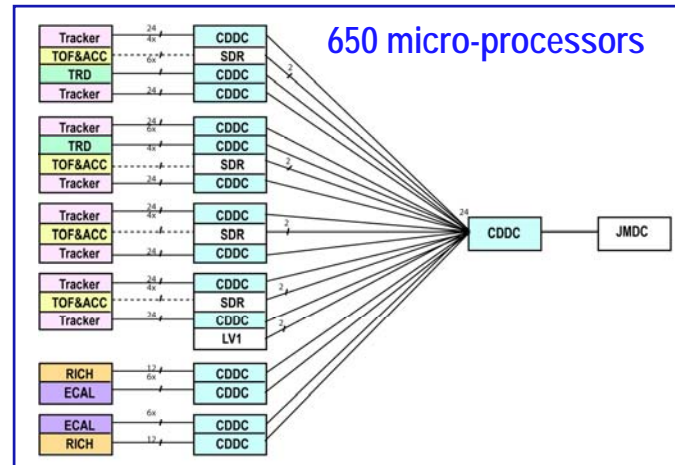 650 micro-processors
Tracker 24 CDDC
TOF&ACC 4x SDR 2
TRD 6x CDDC
Tracker 24 CDDC
Tracker 24 CDDC
TRD 6x CDDC
TOF&ACC 4x SDR 2
Tracker 24 CDDC
Tracker 24 CDDC
TOF&ACC 4x SDR 2
Tracker 24 CDDC
24 CDDC JMDC
Tracker 24 CDDC
TOF&ACC 4x SDR 2
Tracker 24 CDDC
LV1 2
RICH 12 CDDC
ECAL 6x CDDC
ECAL 6x CDDC
RICH 12 CDDC